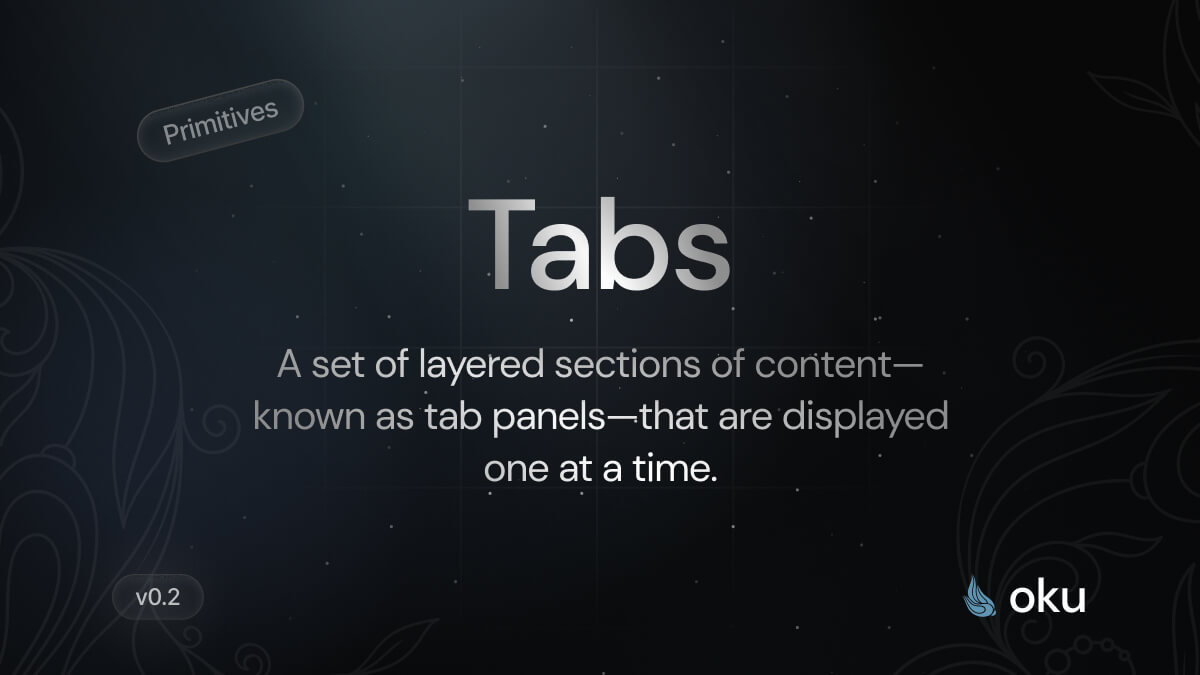 Primitives
Tabs
A set of layered sections of content—
known as tab panels—that are displayed
one at a time.
v0.2
oku